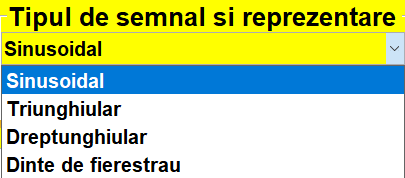 Tipul de semnal si reprezentare
Sinusoidal
Sinusoidal
Triunghiular
Dreptunghiular
Dinte de fierestrau